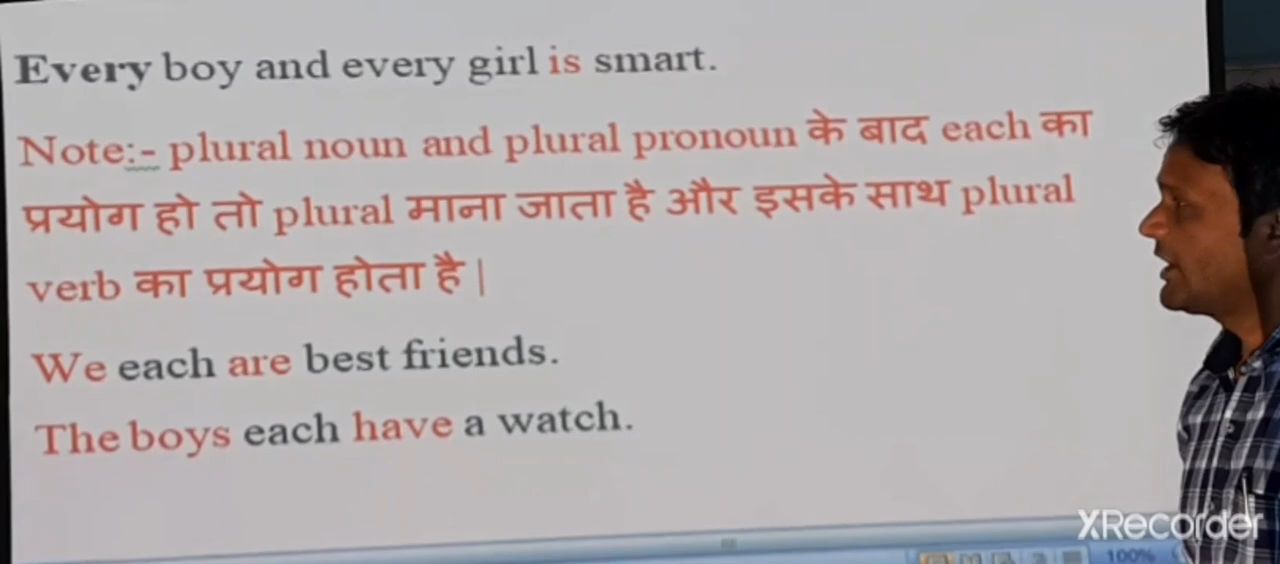 Every boy and every girl is smart.
Note:- plural noun and plural pronoun के बाद each का
प्रयोग हो तो plural माना जाता है और इसके साथ plural
verb का प्रयोग होता है |
We each are best friends.
The boys each have a watch.
100%
XRecorder